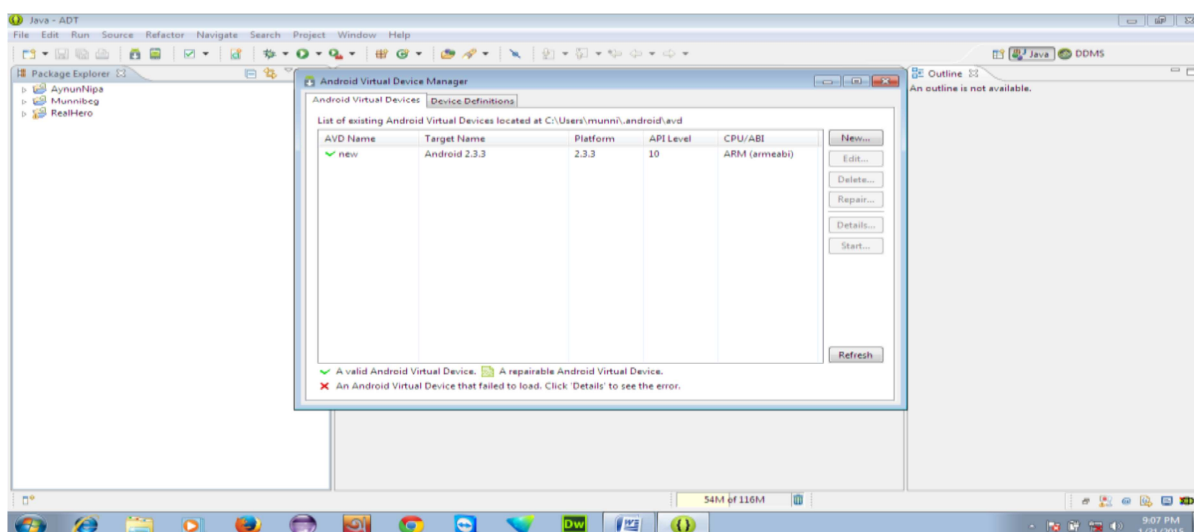 Java - ADT
File Edit Run Source Refactor Navigate Search Project Window Help
Java DDMS
Package Explorer
AynunNipa
Munnibeg
RealHero
Android Virtual Device Manager
Android Virtual Devices Device Definitions
List of existing Android Virtual Devices located at C:\Users\munni\.android\avd
AVD Name Target Name Platform API Level CPU/ABI
new Android 2.3.3 2.3.3 10 ARM (armeabi)
New...
Edit...
Delete...
Repair...
Details...
Start...
Refresh
A valid Android Virtual Device. A repairable Android Virtual Device.
An Android Virtual Device that failed to load. Click 'Details' to see the error.
Outline
An outline is not available.
54M of 116M
Dw
9:07 PM
1/31/2015